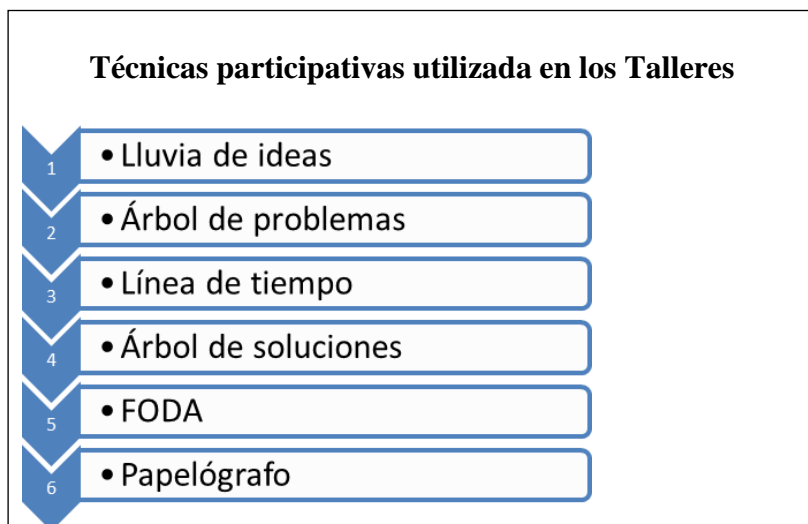 Técnicas participativas utilizada en los Talleres
1 • Lluvia de ideas
2 • Árbol de problemas
3 • Línea de tiempo
4 • Árbol de soluciones
5 • FODA
6 • Papelógrafo